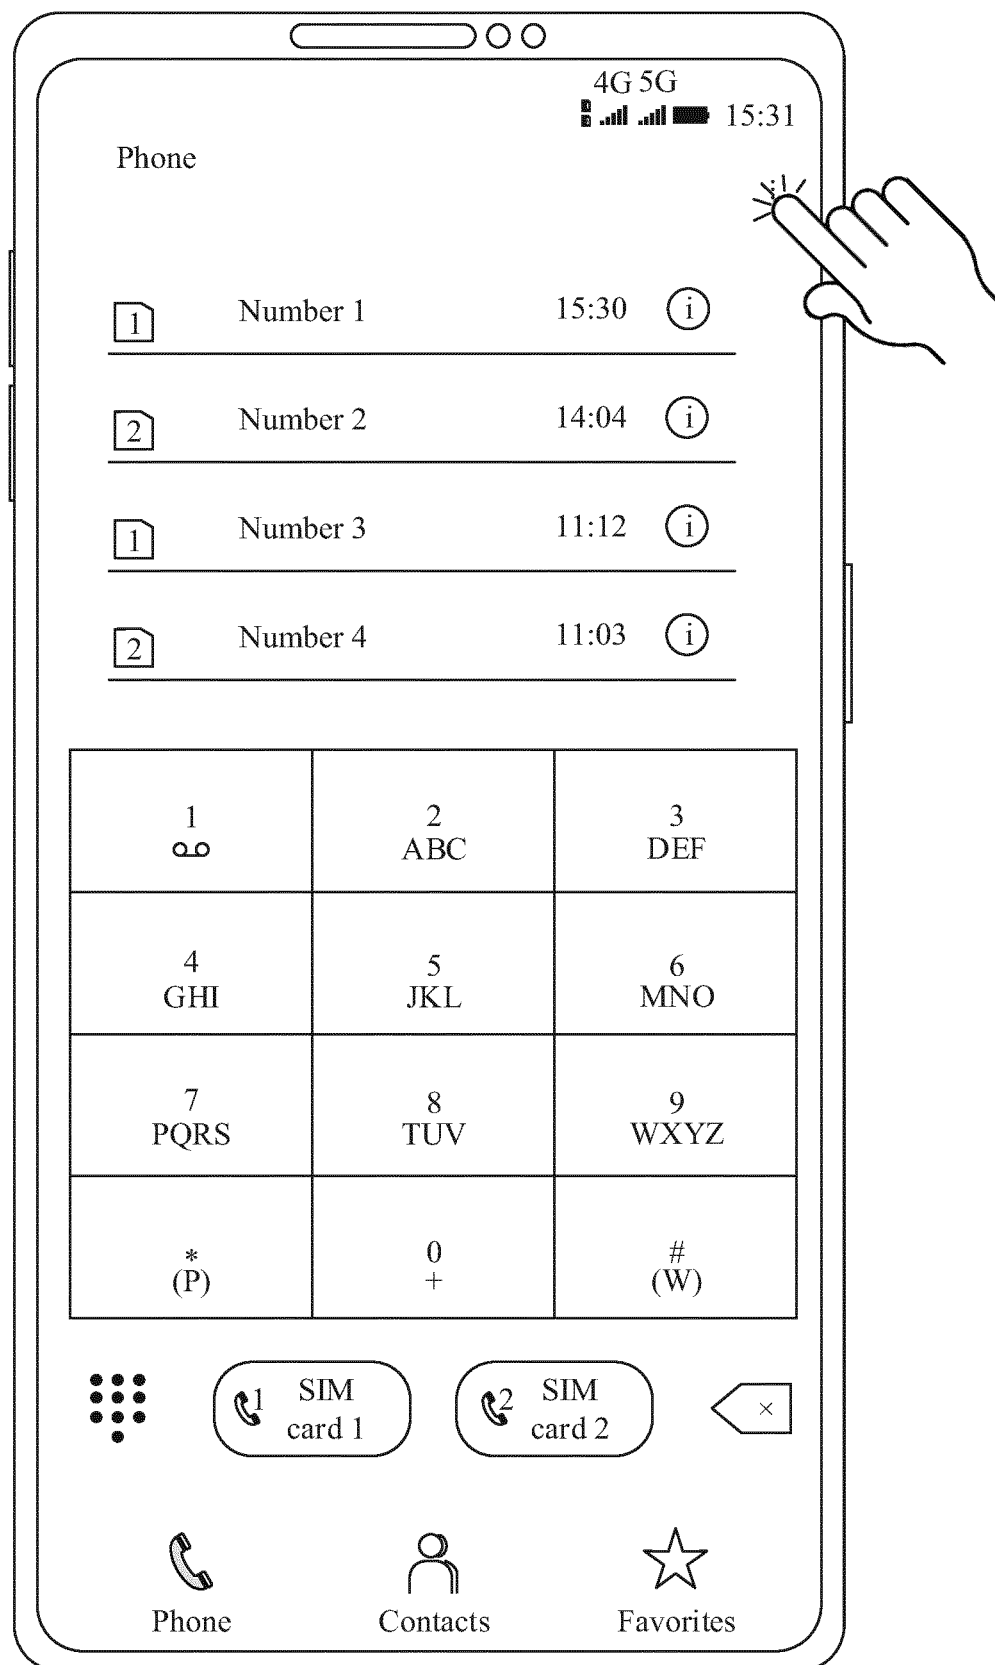 4G 5G
15:31
Phone
1 Number 1 15:30 i
2 Number 2 14:04 i
1 Number 3 11:12 i
2 Number 4 11:03 i
1 2 3
ABC DEF
4 5 6
GHI JKL MNO
7 8 9
PQRS TUV WXYZ
* 0 #
(P) + (W)
1 SIM 2 SIM ×
card 1 card 2
Phone Contacts Favorites